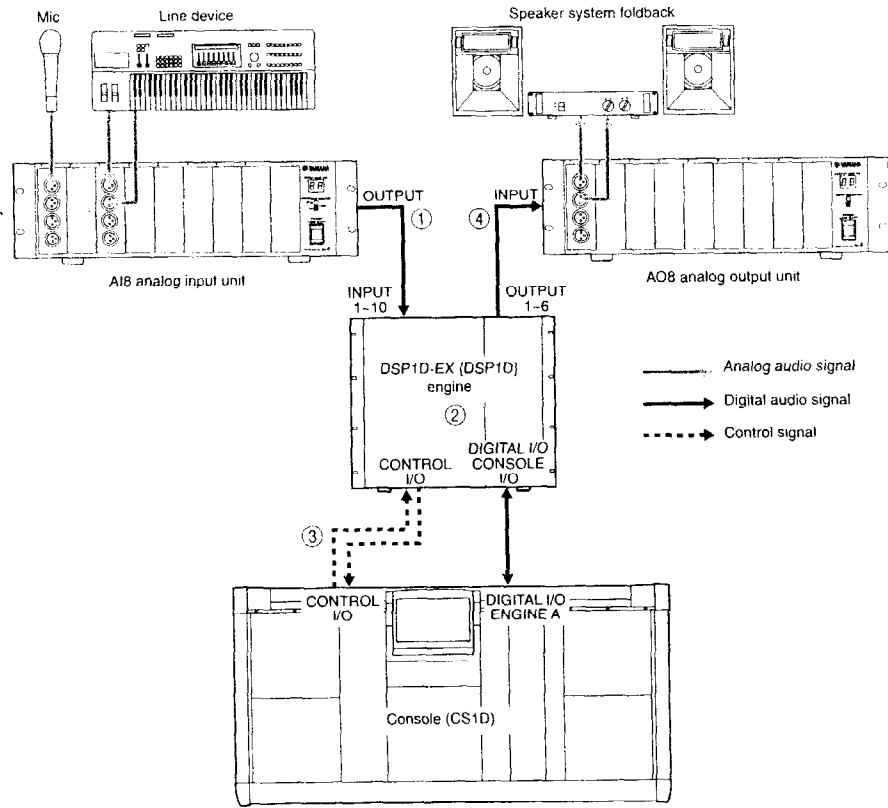 Mic
Line device
Speaker system foldback
YAMAHA
YAMAHA
OUTPUT
①
④
INPUT
AI8 analog input unit
AO8 analog output unit
INPUT
1~10
OUTPUT
1~6
DSP1D-EX (DSP1D)
engine
②
Analog audio signal
Digital audio signal
Control signal
CONTROL
I/O
DIGITAL I/O
CONSOLE
I/O
③
CONTROL
I/O
DIGITAL I/O
ENGINE A
Console (CS1D)